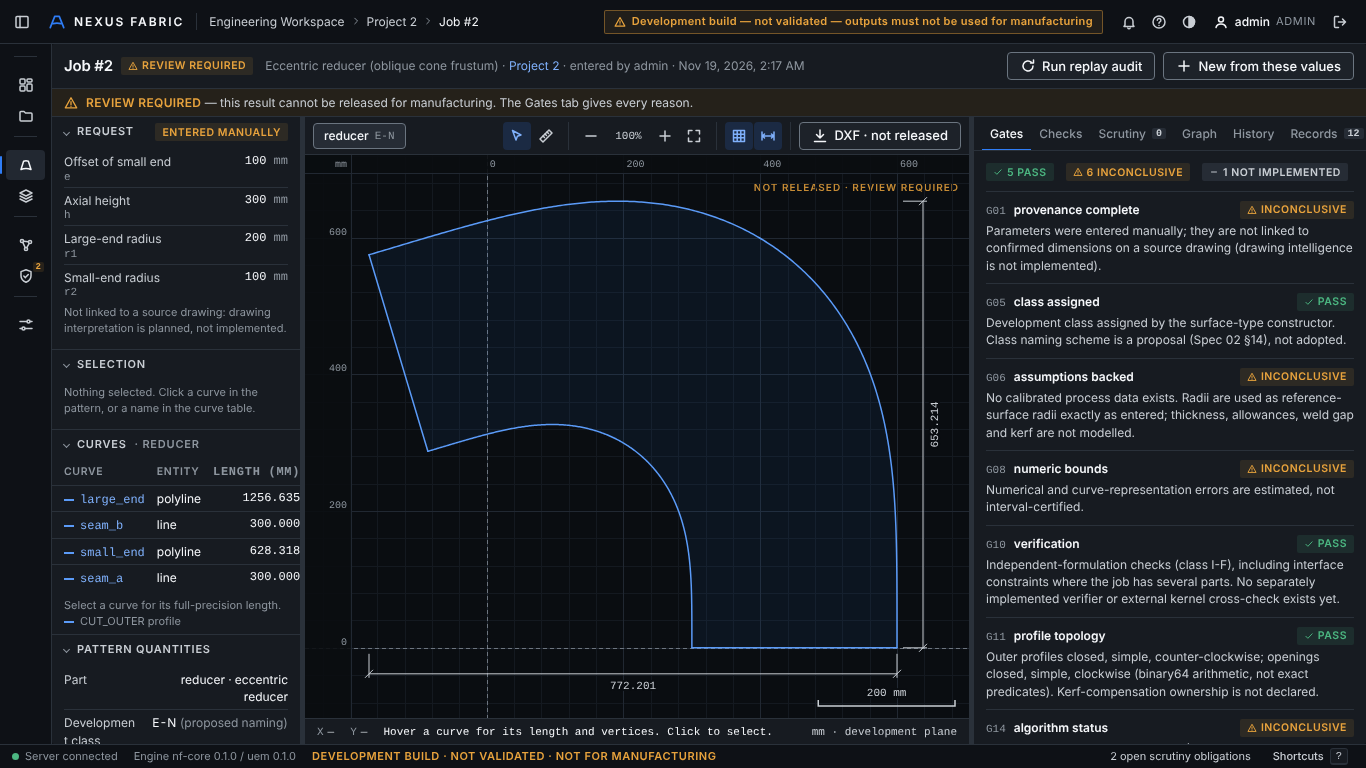 NEXUS FABRIC
Engineering Workspace › Project 2 › Job #2
Development build — not validated — outputs must not be used for manufacturing
admin ADMIN
Job #2
REVIEW REQUIRED
Eccentric reducer (oblique cone frustum) · Project 2 · entered by admin · Nov 19, 2026, 2:17 AM
Run replay audit
New from these values
REVIEW REQUIRED — this result cannot be released for manufacturing. The Gates tab gives every reason.
2
REQUEST
ENTERED MANUALLY
Offset of small end 100 mm
e
Axial height 300 mm
h
Large-end radius 200 mm
r1
Small-end radius 100 mm
r2
Not linked to a source drawing: drawing
interpretation is planned, not implemented.
SELECTION
Nothing selected. Click a curve in the
pattern, or a name in the curve table.
CURVES · REDUCER
CURVE ENTITY LENGTH (MM)
large_end polyline 1256.635
seam_b line 300.000
small_end polyline 628.318
seam_a line 300.000
Select a curve for its full-precision length.
CUT_OUTER profile
PATTERN QUANTITIES
Part reducer · eccentric
reducer
Developmen E-N (proposed naming)
t class
reducer E-N
100%
DXF · not released
mm 0 200 400 600
NOT RELEASED · REVIEW REQUIRED
600
400
200
0
653.214
772.201
200 mm
X — Y — Hover a curve for its length and vertices. Click to select. mm · development plane
Gates Checks Scrutiny 0 Graph History Records 12
5 PASS
6 INCONCLUSIVE
1 NOT IMPLEMENTED
G01 provenance complete INCONCLUSIVE
Parameters were entered manually; they are not linked to
confirmed dimensions on a source drawing (drawing intelligence
is not implemented).
G05 class assigned PASS
Development class assigned by the surface-type constructor.
Class naming scheme is a proposal (Spec 02 §14), not adopted.
G06 assumptions backed INCONCLUSIVE
No calibrated process data exists. Radii are used as reference-
surface radii exactly as entered; thickness, allowances, weld gap
and kerf are not modelled.
G08 numeric bounds INCONCLUSIVE
Numerical and curve-representation errors are estimated, not
interval-certified.
G10 verification PASS
Independent-formulation checks (class I-F), including interface
constraints where the job has several parts. No separately
implemented verifier or external kernel cross-check exists yet.
G11 profile topology PASS
Outer profiles closed, simple, counter-clockwise; openings
closed, simple, clockwise (binary64 arithmetic, not exact
predicates). Kerf-compensation ownership is not declared.
G14 algorithm status INCONCLUSIVE
Server connected
Engine nf-core 0.1.0 / uem 0.1.0
DEVELOPMENT BUILD · NOT VALIDATED · NOT FOR MANUFACTURING
2 open scrutiny obligations
Shortcuts ?